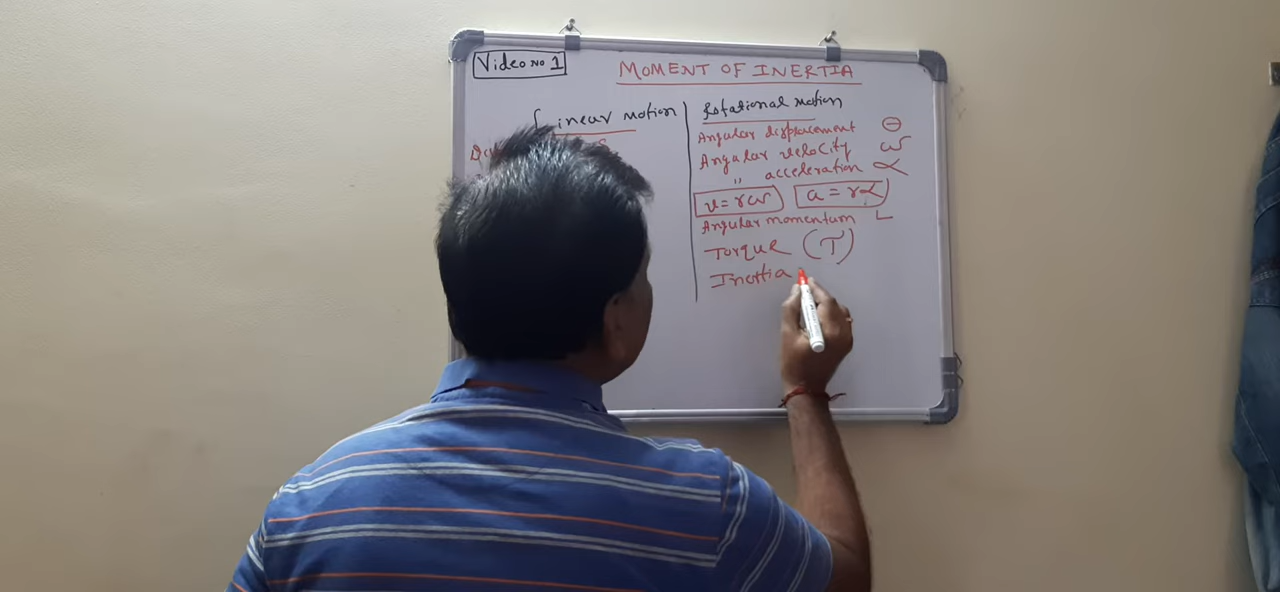 Video No 1
MOMENT OF INERTIA
Linear motion
Rotational motion
Angular displacement θ
Angular velocity ω
" acceleration α
v = rω a = rα
Angular momentum L
Torque (τ)
Inertia